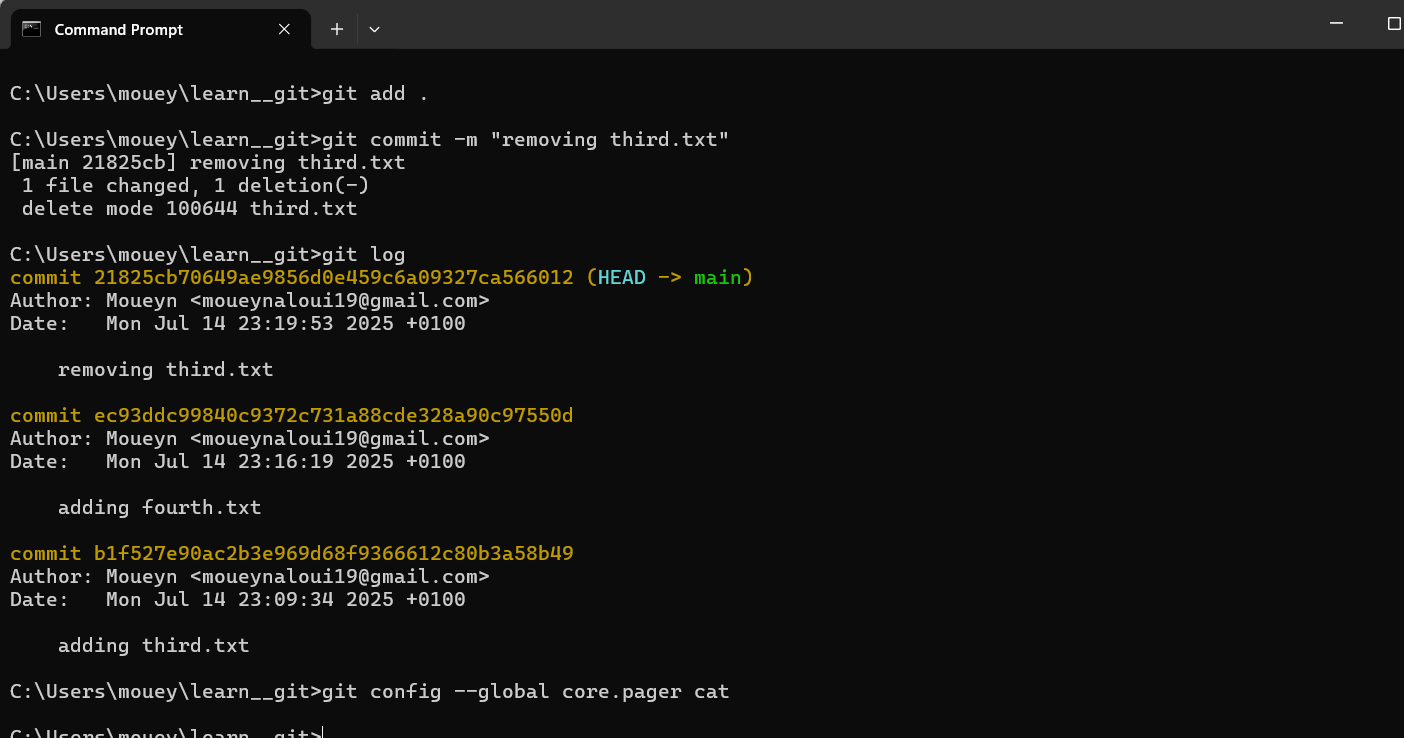 Command Prompt
C:\Users\mouey\learn__git>git add .
C:\Users\mouey\learn__git>git commit -m "removing third.txt"
[main 21825cb] removing third.txt
 1 file changed, 1 deletion(-)
 delete mode 100644 third.txt
C:\Users\mouey\learn__git>git log
commit 21825cb70649ae9856d0e459c6a09327ca566012 (HEAD -> main)
Author: Moueyn <moueynaloui19@gmail.com>
Date:   Mon Jul 14 23:19:53 2025 +0100
    removing third.txt
commit ec93ddc99840c9372c731a88cde328a90c97550d
Author: Moueyn <moueynaloui19@gmail.com>
Date:   Mon Jul 14 23:16:19 2025 +0100
    adding fourth.txt
commit b1f527e90ac2b3e969d68f9366612c80b3a58b49
Author: Moueyn <moueynaloui19@gmail.com>
Date:   Mon Jul 14 23:09:34 2025 +0100
    adding third.txt
C:\Users\mouey\learn__git>git config --global core.pager cat
C:\Users\mouey\learn__git>